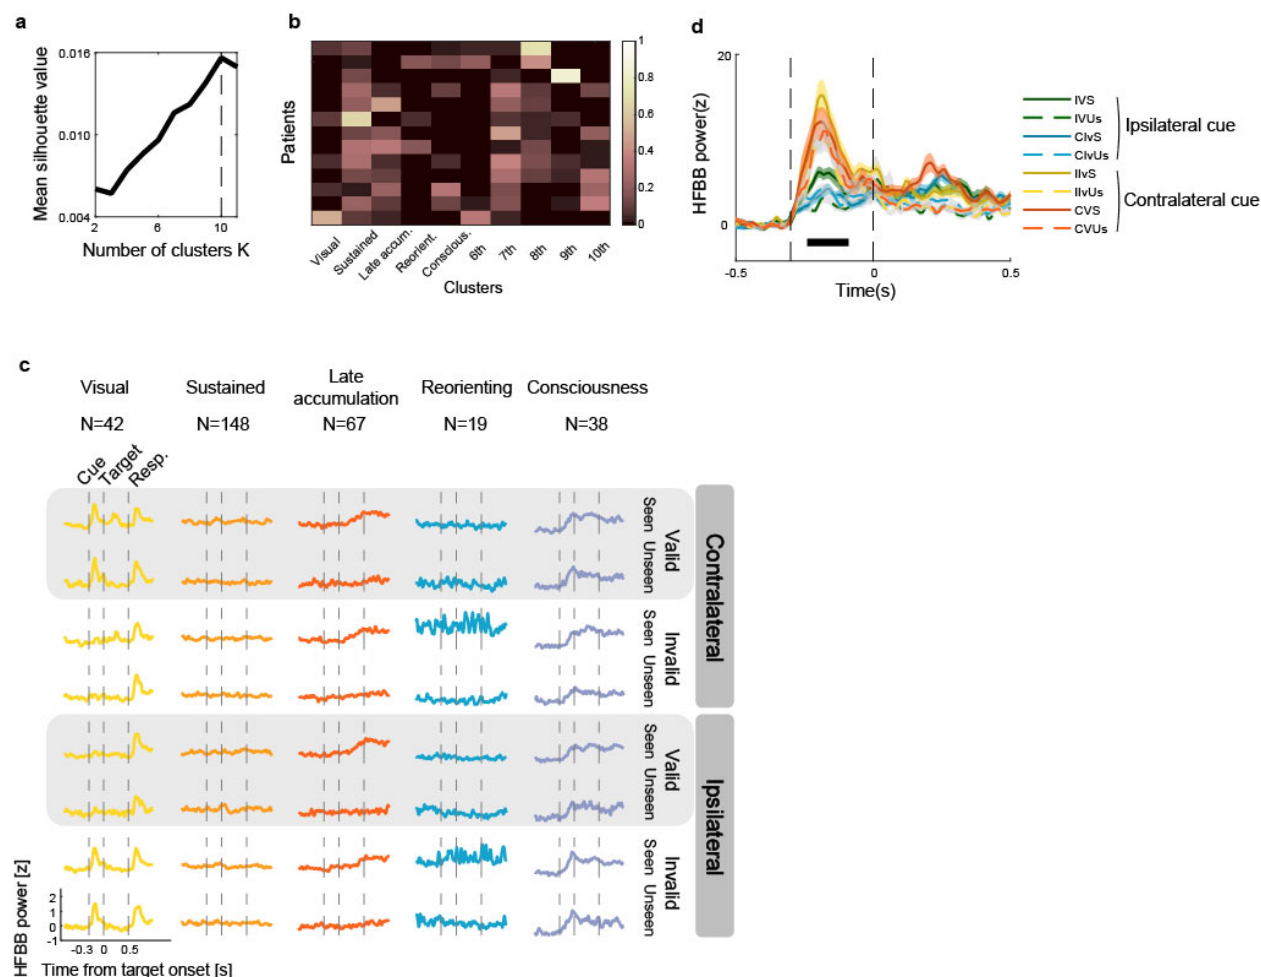 a
0.016
0.010
0.004
2
6
10
Mean silhouette value
Number of clusters K
b
Patients
Visual
Sustained
Late accum.
Reorient.
Conscious.
6th
7th
8th
9th
10th
Clusters
1
0.8
0.6
0.4
0.2
0
d
20
0
HFBB power(z)
-0.5
0
0.5
Time(s)
IVS
IVUs
CIvS
CIvUs
IIvS
IIvUs
CVS
CVUs
Ipsilateral cue
Contralateral cue
c
Visual
Sustained
Late
accumulation
Reorienting
Consciousness
N=42
N=148
N=67
N=19
N=38
Cue
Target
Resp.
Seen
Unseen
Valid
Seen
Unseen
Invalid
Contralateral
Seen
Unseen
Valid
Seen
Unseen
Invalid
Ipsilateral
HFBB power [z]
2
1
0
-1
-0.3
0
0.5
Time from target onset [s]